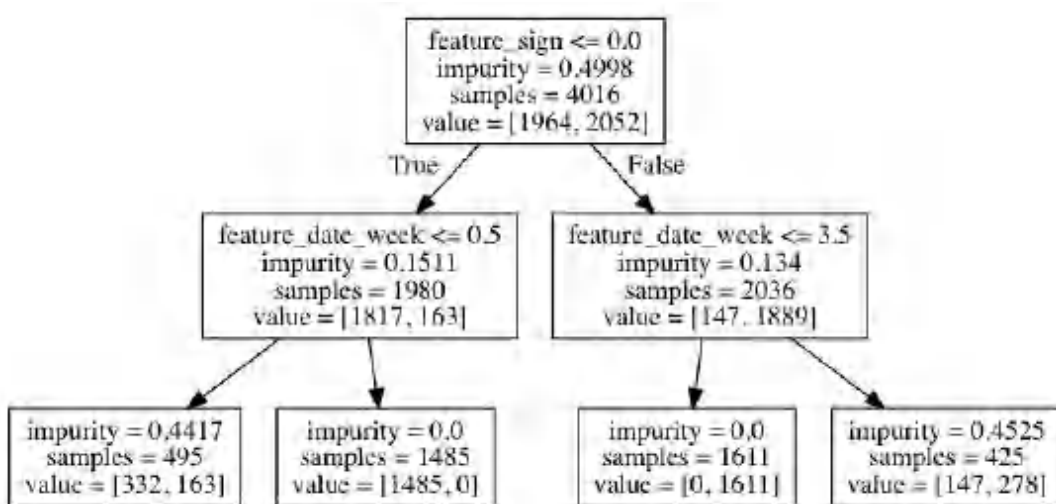 feature_sign <= 0.0
impurity = 0.4998
samples = 4016
value = [1964, 2052]
True
False
feature_date_week <= 0.5
impurity = 0.1511
samples = 1980
value = [1817, 163]
feature_date_week <= 3.5
impurity = 0.134
samples = 2036
value = [147, 1889]
impurity = 0.4417
samples = 495
value = [332, 163]
impurity = 0.0
samples = 1485
value = [1485, 0]
impurity = 0.0
samples = 1611
value = [0, 1611]
impurity = 0.4525
samples = 425
value = [147, 278]